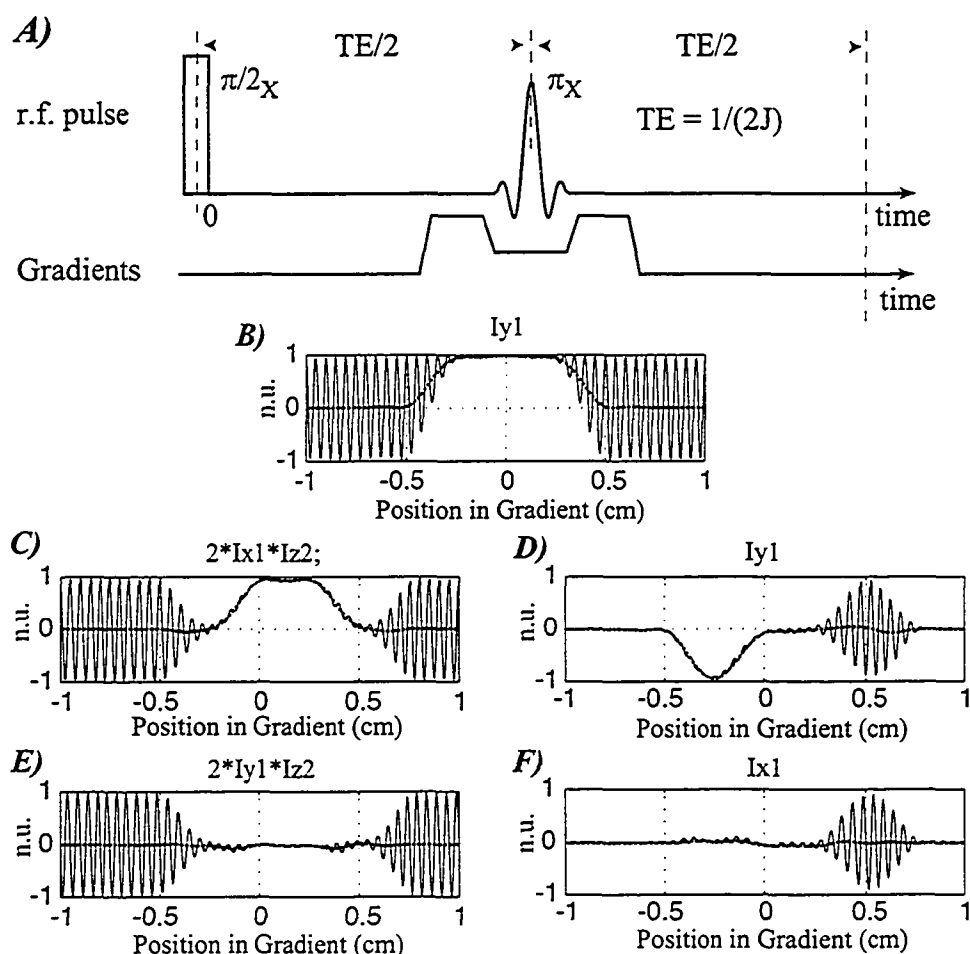 A)
TE/2 TE/2
π/2X πX
r.f. pulse
TE = 1/(2J)
0 time
Gradients
time
B) Iy1
1
n.u.
0
-1
-1 -0.5 0 0.5 1
Position in Gradient (cm)
C) 2*Ix1*Iz2;
1
n.u.
0
-1
-1 -0.5 0 0.5 1
Position in Gradient (cm)
D) Iy1
1
n.u.
0
-1
-1 -0.5 0 0.5 1
Position in Gradient (cm)
E) 2*Iy1*Iz2
1
n.u.
0
-1
-1 -0.5 0 0.5 1
Position in Gradient (cm)
F) Ix1
1
n.u.
0
-1
-1 -0.5 0 0.5 1
Position in Gradient (cm)